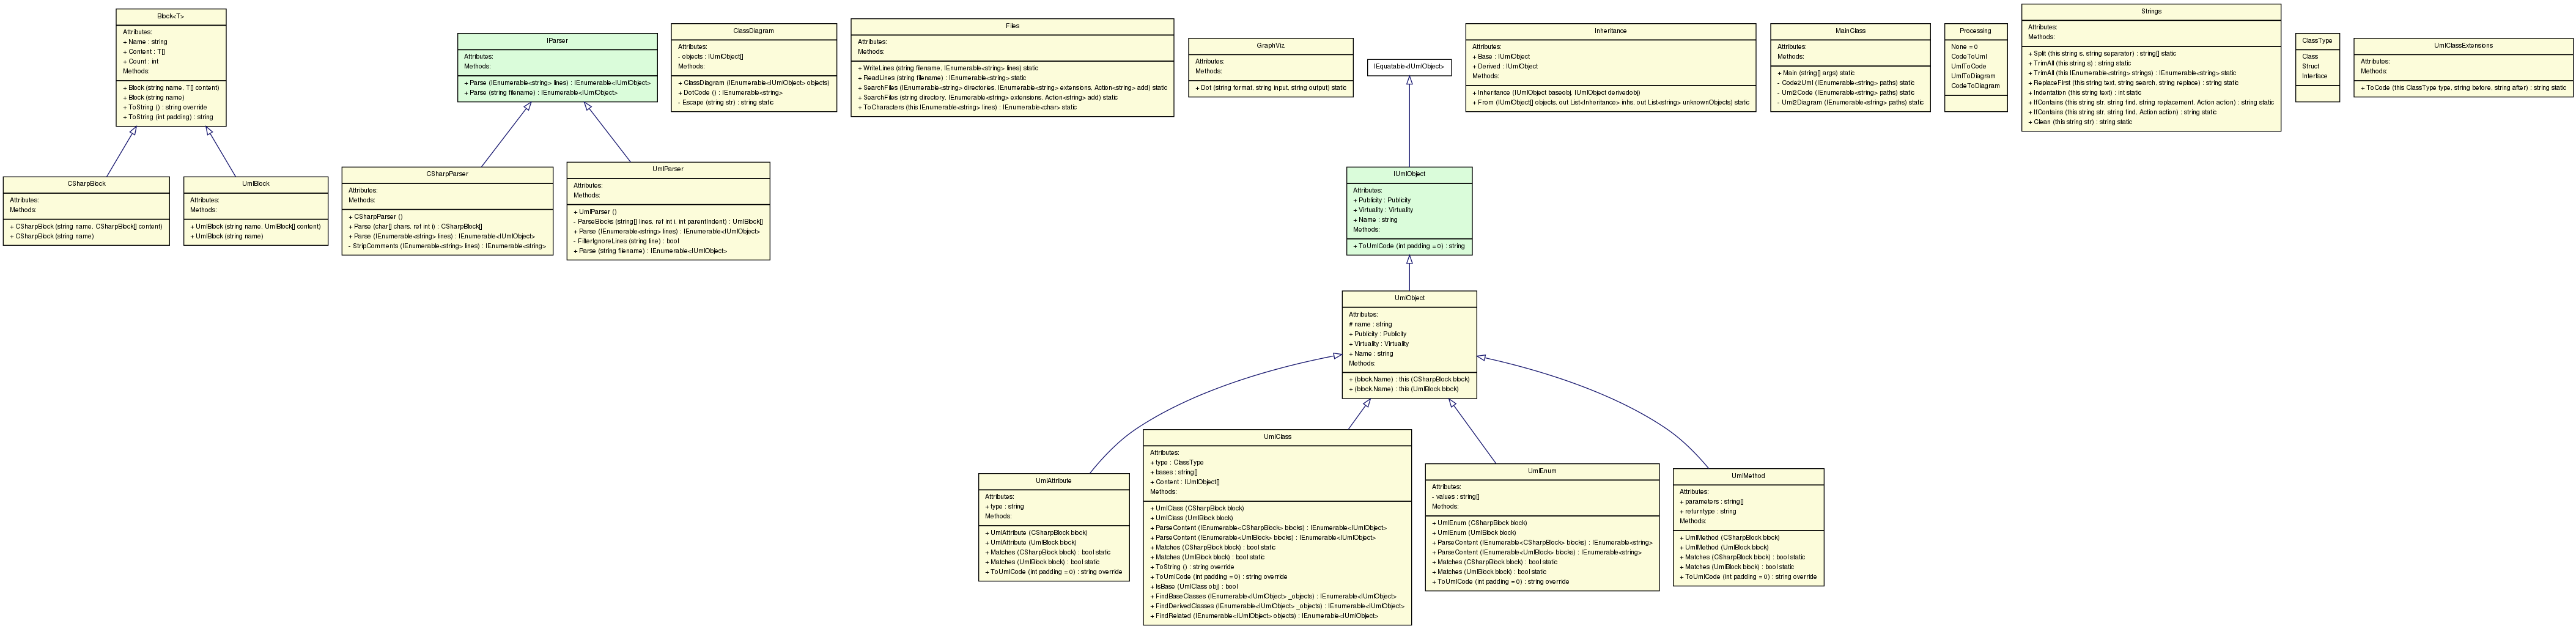 Block<T>
Attributes:
+ Name : string
+ Content : T[]
+ Count : int
Methods:
+ Block (string name, T[] content)
+ Block (string name)
+ ToString () : string override
+ ToString (int padding) : string
CSharpBlock
Attributes:
Methods:
+ CSharpBlock (string name, CSharpBlock[] content)
+ CSharpBlock (string name)
UmlBlock
Attributes:
Methods:
+ UmlBlock (string name, UmlBlock[] content)
+ UmlBlock (string name)
IParser
Attributes:
Methods:
+ Parse (IEnumerable<string> lines) : IEnumerable<IUmlObject>
+ Parse (string filename) : IEnumerable<IUmlObject>
CSharpParser
Attributes:
Methods:
+ CSharpParser ()
+ Parse (char[] chars, ref int i) : CSharpBlock[]
+ Parse (IEnumerable<string> lines) : IEnumerable<IUmlObject>
- StripComments (IEnumerable<string> lines) : IEnumerable<string>
UmlParser
Attributes:
Methods:
+ UmlParser ()
- ParseBlocks (string[] lines, ref int i, int parentIndent) : UmlBlock[]
+ Parse (IEnumerable<string> lines) : IEnumerable<IUmlObject>
- FilterIgnoreLines (string line) : bool
+ Parse (string filename) : IEnumerable<IUmlObject>
ClassDiagram
Attributes:
- objects : IUmlObject[]
Methods:
+ ClassDiagram (IEnumerable<IUmlObject> objects)
+ DotCode () : IEnumerable<string>
- Escape (string str) : string static
Files
Attributes:
Methods:
+ WriteLines (string filename, IEnumerable<string> lines) static
+ ReadLines (string filename) : IEnumerable<string> static
+ SearchFiles (IEnumerable<string> directories, IEnumerable<string> extensions, Action<string> add) static
+ SearchFiles (string directory, IEnumerable<string> extensions, Action<string> add) static
+ ToCharacters (this IEnumerable<string> lines) : IEnumerable<char> static
GraphViz
Attributes:
Methods:
+ Dot (string format, string input, string output) static
IEquatable<IUmlObject>
IUmlObject
Attributes:
+ Publicity : Publicity
+ Virtuality : Virtuality
+ Name : string
Methods:
+ ToUmlCode (int padding = 0) : string
UmlObject
Attributes:
# name : string
+ Publicity : Publicity
+ Virtuality : Virtuality
+ Name : string
Methods:
+ (block.Name) : this (CSharpBlock block)
+ (block.Name) : this (UmlBlock block)
UmlAttribute
Attributes:
+ type : string
Methods:
+ UmlAttribute (CSharpBlock block)
+ UmlAttribute (UmlBlock block)
+ Matches (CSharpBlock block) : bool static
+ Matches (UmlBlock block) : bool static
+ ToUmlCode (int padding = 0) : string override
UmlClass
Attributes:
+ type : ClassType
+ bases : string[]
+ Content : IUmlObject[]
Methods:
+ UmlClass (CSharpBlock block)
+ UmlClass (UmlBlock block)
+ ParseContent (IEnumerable<CSharpBlock> blocks) : IEnumerable<IUmlObject>
+ ParseContent (IEnumerable<UmlBlock> blocks) : IEnumerable<IUmlObject>
+ Matches (CSharpBlock block) : bool static
+ Matches (UmlBlock block) : bool static
+ ToString () : string override
+ ToUmlCode (int padding = 0) : string override
+ IsBase (UmlClass obj) : bool
+ FindBaseClasses (IEnumerable<IUmlObject> _objects) : IEnumerable<IUmlObject>
+ FindDerivedClasses (IEnumerable<IUmlObject> _objects) : IEnumerable<IUmlObject>
+ FindRelated (IEnumerable<IUmlObject> objects) : IEnumerable<IUmlObject>
UmlEnum
Attributes:
- values : string[]
Methods:
+ UmlEnum (CSharpBlock block)
+ UmlEnum (UmlBlock block)
+ ParseContent (IEnumerable<CSharpBlock> blocks) : IEnumerable<string>
+ ParseContent (IEnumerable<UmlBlock> blocks) : IEnumerable<string>
+ Matches (CSharpBlock block) : bool static
+ Matches (UmlBlock block) : bool static
+ ToUmlCode (int padding = 0) : string override
UmlMethod
Attributes:
+ parameters : string[]
+ returntype : string
Methods:
+ UmlMethod (CSharpBlock block)
+ UmlMethod (UmlBlock block)
+ Matches (CSharpBlock block) : bool static
+ Matches (UmlBlock block) : bool static
+ ToUmlCode (int padding = 0) : string override
Inheritance
Attributes:
+ Base : IUmlObject
+ Derived : IUmlObject
Methods:
+ Inheritance (IUmlObject baseobj, IUmlObject derivedobj)
+ From (IUmlObject[] objects, out List<Inheritance> inhs, out List<string> unknownObjects) static
MainClass
Attributes:
Methods:
+ Main (string[] args) static
- Code2Uml (IEnumerable<string> paths) static
- Uml2Code (IEnumerable<string> paths) static
- Uml2Diagram (IEnumerable<string> paths) static
Processing
None = 0
CodeToUml
UmlToCode
UmlToDiagram
CodeToDiagram
Strings
Attributes:
Methods:
+ Split (this string s, string separator) : string[] static
+ TrimAll (this string s) : string static
+ TrimAll (this IEnumerable<string> strings) : IEnumerable<string> static
+ ReplaceFirst (this string text, string search, string replace) : string static
+ Indentation (this string text) : int static
+ IfContains (this string str, string find, string replacement, Action action) : string static
+ IfContains (this string str, string find, Action action) : string static
+ Clean (this string str) : string static
ClassType
Class
Struct
Interface
UmlClassExtensions
Attributes:
Methods:
+ ToCode (this ClassType type, string before, string after) : string static